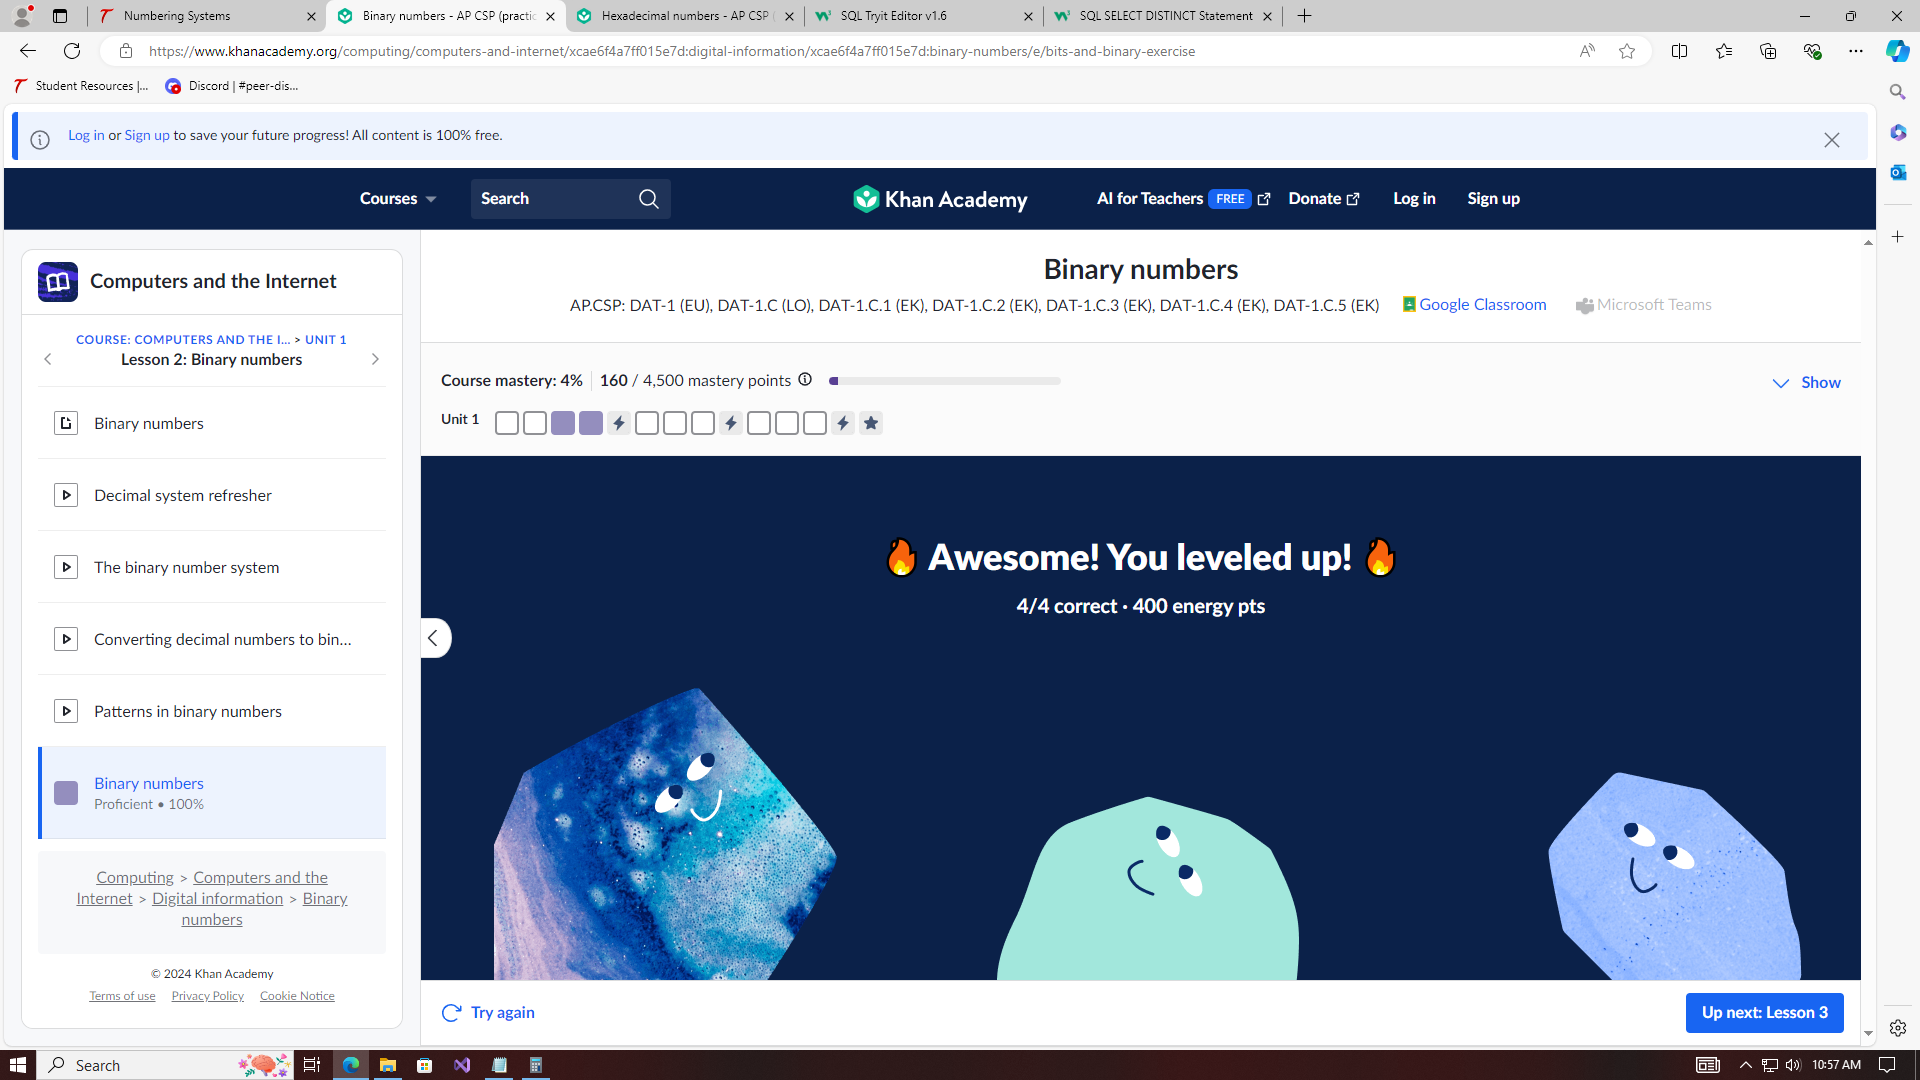 Numbering Systems
Binary numbers - AP CSP (practic
Hexadecimal numbers - AP CSP (
SQL Tryit Editor v1.6
SQL SELECT DISTINCT Statement
https://www.khanacademy.org/computing/computers-and-internet/xcae6f4a7ff015e7d:digital-information/xcae6f4a7ff015e7d:binary-numbers/e/bits-and-binary-exercise
Student Resources |...
Discord | #peer-dis...
Log in or Sign up to save your future progress! All content is 100% free.
Courses
Search
Khan Academy
AI for Teachers FREE
Donate
Log in
Sign up
Computers and the Internet
COURSE: COMPUTERS AND THE I... > UNIT 1
Lesson 2: Binary numbers
Binary numbers
Decimal system refresher
The binary number system
Converting decimal numbers to bin...
Patterns in binary numbers
Binary numbers
Proficient • 100%
Computing > Computers and the
Internet > Digital information > Binary
numbers
© 2024 Khan Academy
Terms of use Privacy Policy Cookie Notice
Binary numbers
AP.CSP: DAT-1 (EU), DAT-1.C (LO), DAT-1.C.1 (EK), DAT-1.C.2 (EK), DAT-1.C.3 (EK), DAT-1.C.4 (EK), DAT-1.C.5 (EK)
Google Classroom
Microsoft Teams
Course mastery: 4%
160 / 4,500 mastery points
Show
Unit 1
Awesome! You leveled up!
4/4 correct · 400 energy pts
Try again
Up next: Lesson 3
Search
10:57 AM